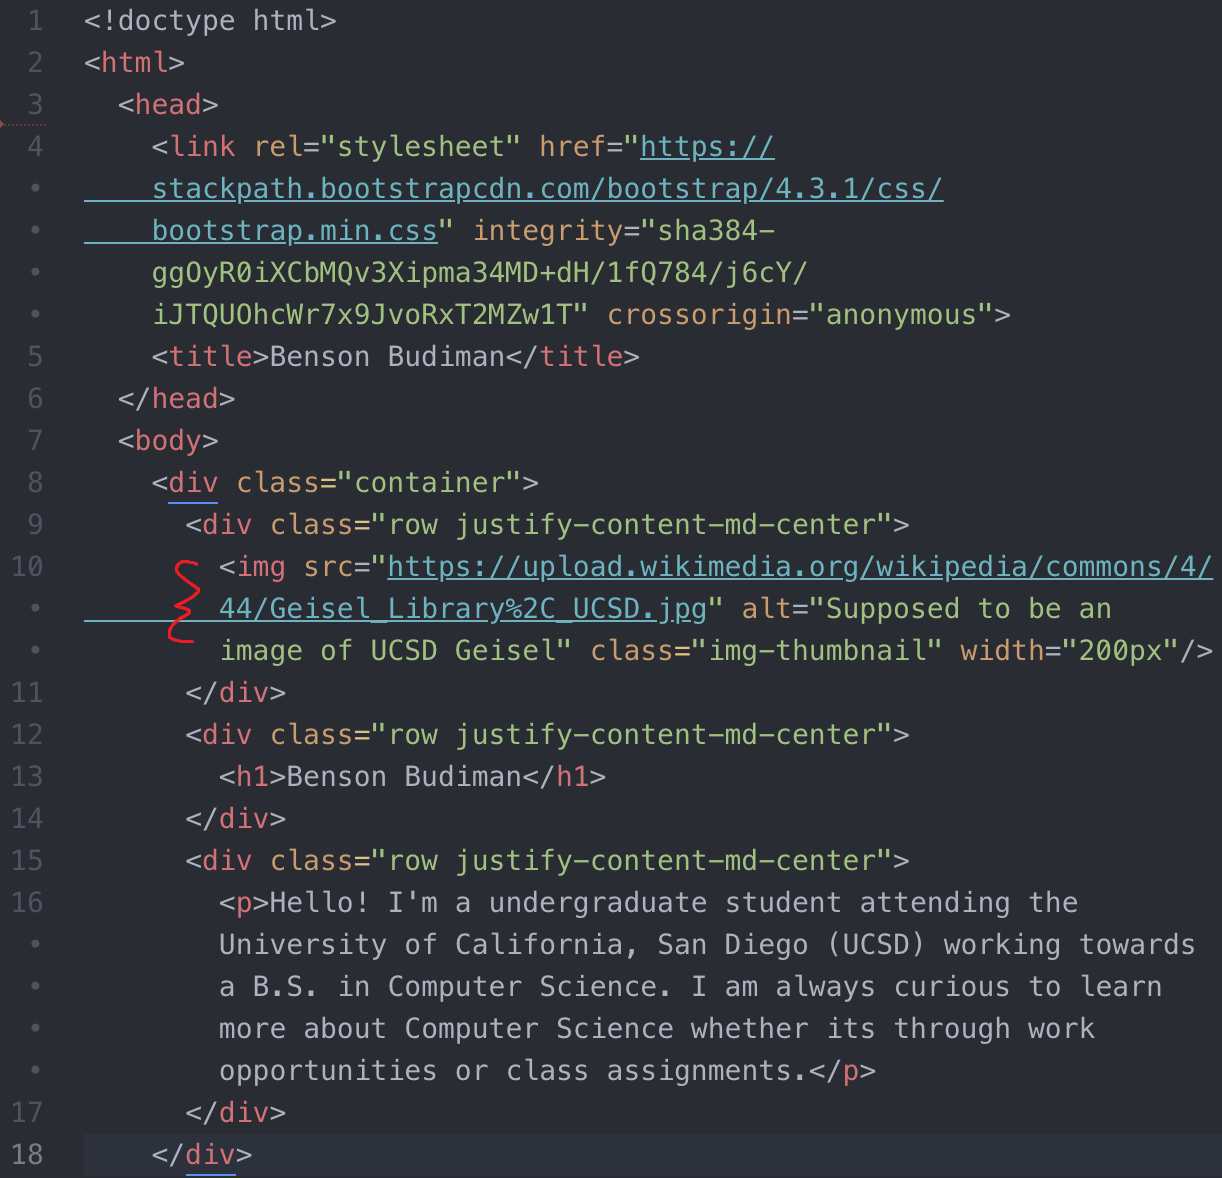 1 <!doctype html>
2 <html>
3 <head>
4 <link rel="stylesheet" href="https://
• stackpath.bootstrapcdn.com/bootstrap/4.3.1/css/
• bootstrap.min.css" integrity="sha384-
• ggOyR0iXCbMQv3Xipma34MD+dH/1fQ784/j6cY/
• iJTQUOhcWr7x9JvoRxT2MZw1T" crossorigin="anonymous">
5 <title>Benson Budiman</title>
6 </head>
7 <body>
8 <div class="container">
9 <div class="row justify-content-md-center">
10 <img src="https://upload.wikimedia.org/wikipedia/commons/4/
• 44/Geisel_Library%2C_UCSD.jpg" alt="Supposed to be an
• image of UCSD Geisel" class="img-thumbnail" width="200px"/>
11 </div>
12 <div class="row justify-content-md-center">
13 <h1>Benson Budiman</h1>
14 </div>
15 <div class="row justify-content-md-center">
16 <p>Hello! I'm a undergraduate student attending the
• University of California, San Diego (UCSD) working towards
• a B.S. in Computer Science. I am always curious to learn
• more about Computer Science whether its through work
• opportunities or class assignments.</p>
17 </div>
18 </div>